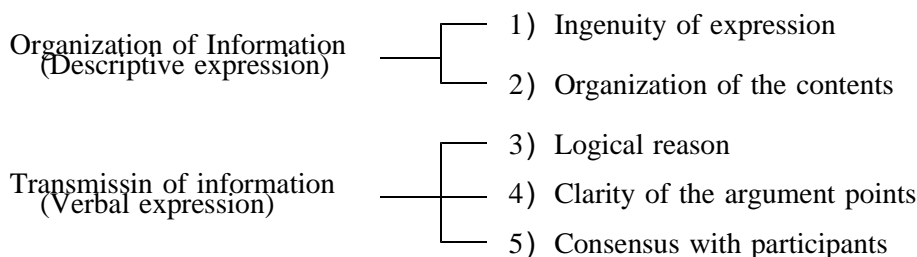 Organization of Information
(Descriptive expression)
1) Ingenuity of expression
2) Organization of the contents
Transmissin of information
(Verbal expression)
3) Logical reason
4) Clarity of the argument points
5) Consensus with participants